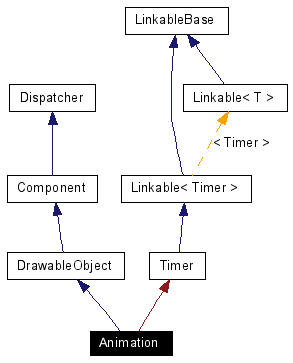 LinkableBase
Dispatcher
Linkable< T >
< Timer >
Component
Linkable< Timer >
DrawableObject
Timer
Animation